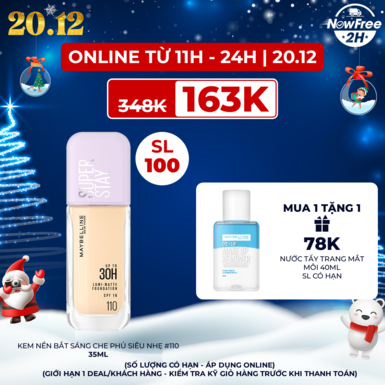 20.12
NowFree
2H
ONLINE TỪ 11H - 24H | 20.12
348K 163K
SL
100
SUPER
STAY
MAYBELLINE
NEW YORK
UP TO
30H
LUMI-MATTE
FOUNDATION
SPF 16
110
MUA 1 TẶNG 1
78K
NƯỚC TẨY TRANG MẮT
MÔI 40ML
SL CÓ HẠN
MAYBELLINE
KEM NỀN BẮT SÁNG CHE PHỦ SIÊU NHẸ #110
35ML
(SỐ LƯỢNG CÓ HẠN - ÁP DỤNG ONLINE)
(GIỚI HẠN 1 DEAL/KHÁCH HÀNG - KIỂM TRA KỸ GIỎ HÀNG TRƯỚC KHI THANH TOÁN)